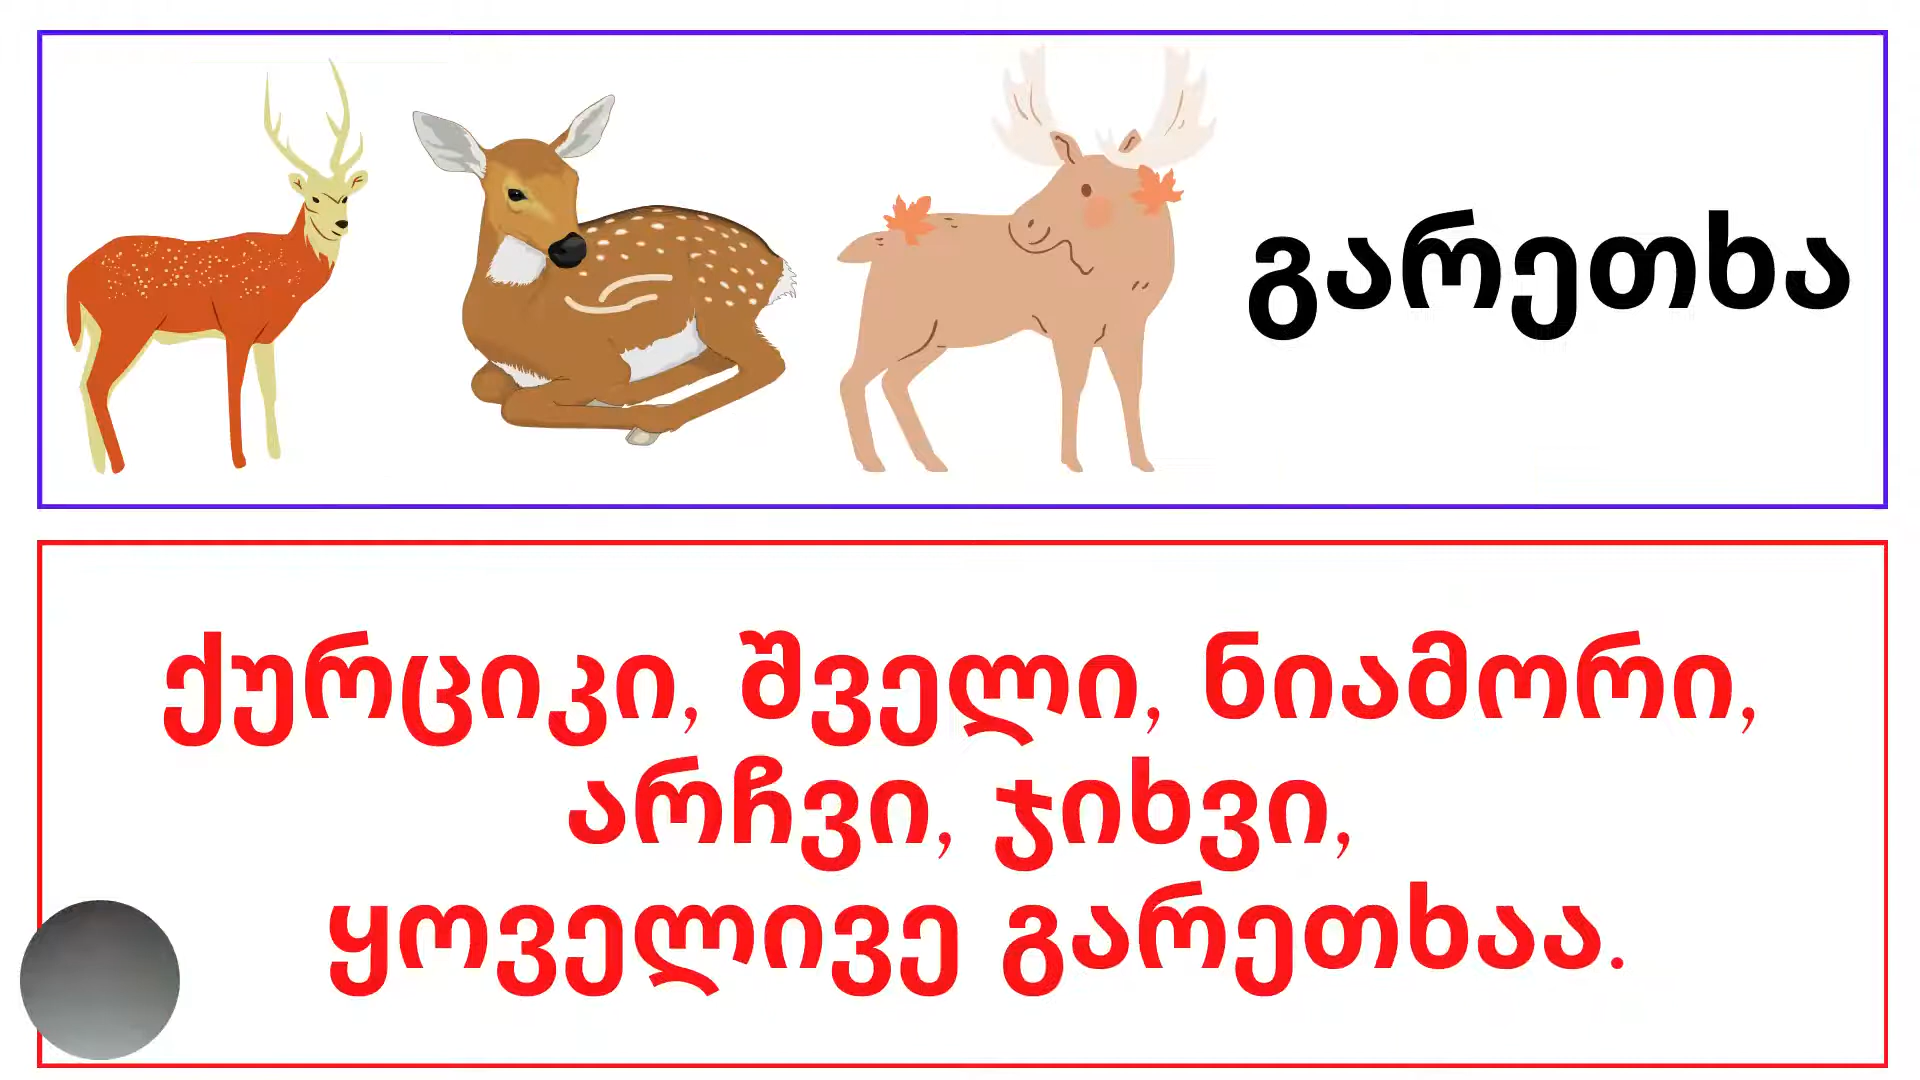 გარეთხა
ქურციკი, შველი, ნიამორი,
არჩვი, ჯიხვი,
ყოველივე გარეთხაა.